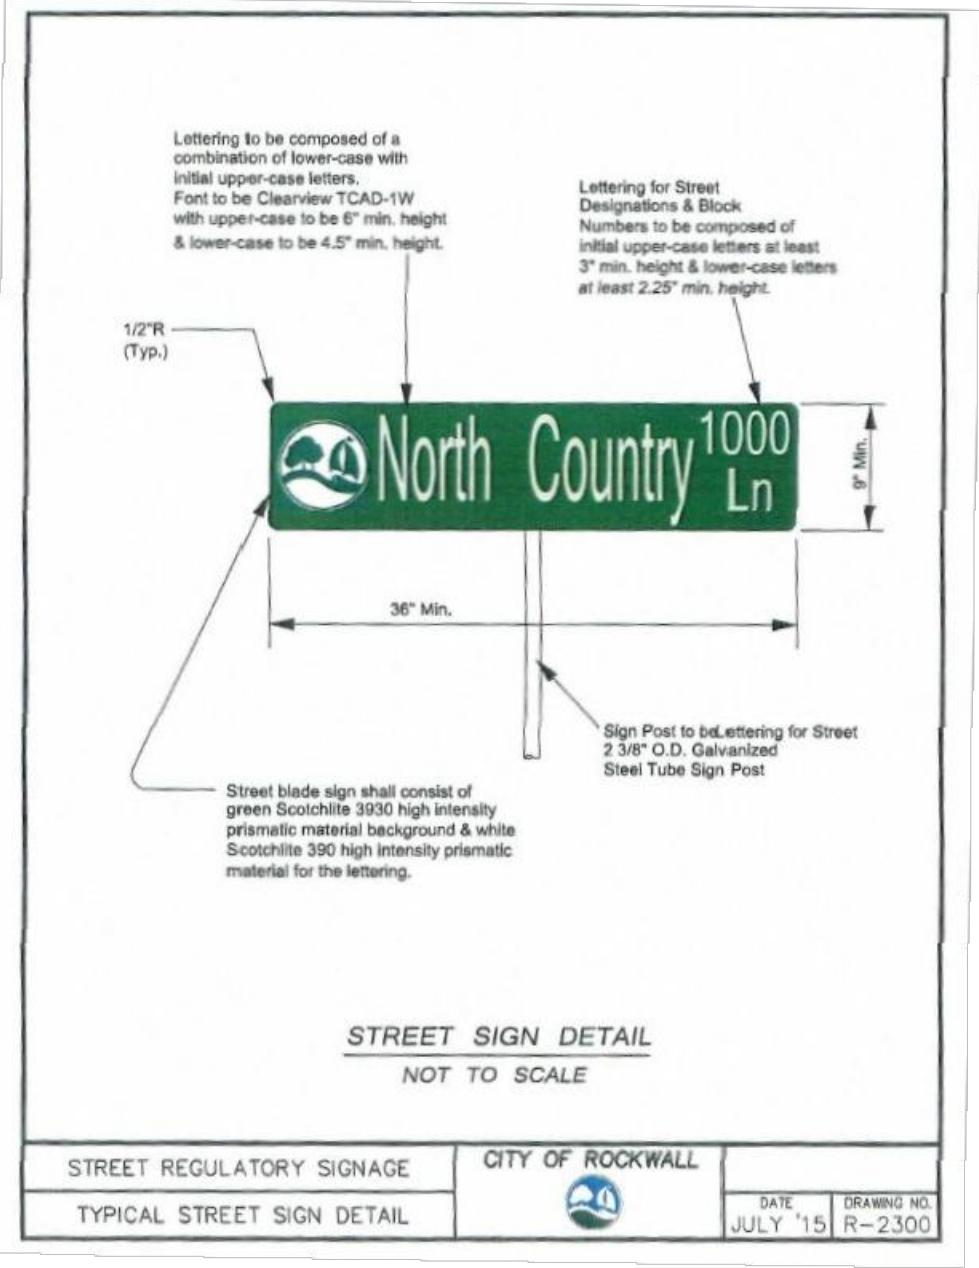 Lettering to be composed of a
combination of lower-case with
initial upper-case letters.
Font to be Clearview TCAD-1W
with upper-case to be 6" min. height
& lower-case to be 4.5" min. height.
Lettering for Street
Designations & Block
Numbers to be composed of
initial upper-case letters at least
3" min. height & lower-case letters
at least 2.25" min. height.
1/2"R
(Typ.)
North Country 1000
Ln
9" Min.
36" Min.
Sign Post to beLettering for Street
2 3/8" O.D. Galvanized
Steel Tube Sign Post
Street blade sign shall consist of
green Scotchlite 3930 high intensity
prismatic material background & white
Scotchlite 390 high intensity prismatic
material for the lettering.
STREET SIGN DETAIL
NOT TO SCALE
STREET REGULATORY SIGNAGE
TYPICAL STREET SIGN DETAIL
CITY OF ROCKWALL
DATE
JULY '15
DRAWING NO.
R-2300